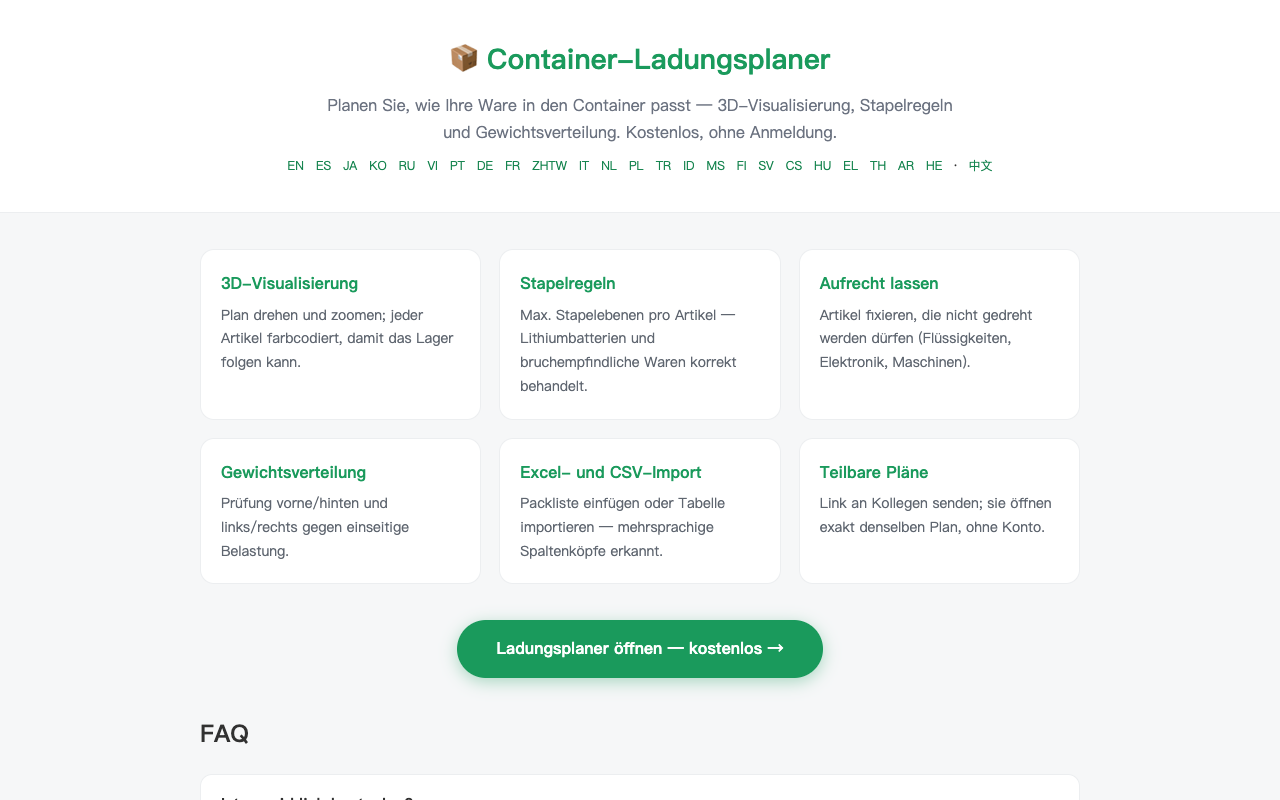 📦 Container-Ladungsplaner
Planen Sie, wie Ihre Ware in den Container passt — 3D-Visualisierung, Stapelregeln
und Gewichtsverteilung. Kostenlos, ohne Anmeldung.
EN ES JA KO RU VI PT DE FR ZHTW IT NL PL TR ID MS FI SV CS HU EL TH AR HE · 中文
3D-Visualisierung
Plan drehen und zoomen; jeder
Artikel farbcodiert, damit das Lager
folgen kann.
Stapelregeln
Max. Stapelebenen pro Artikel —
Lithiumbatterien und
bruchempfindliche Waren korrekt
behandelt.
Aufrecht lassen
Artikel fixieren, die nicht gedreht
werden dürfen (Flüssigkeiten,
Elektronik, Maschinen).
Gewichtsverteilung
Prüfung vorne/hinten und
links/rechts gegen einseitige
Belastung.
Excel- und CSV-Import
Packliste einfügen oder Tabelle
importieren — mehrsprachige
Spaltenköpfe erkannt.
Teilbare Pläne
Link an Kollegen senden; sie öffnen
exakt denselben Plan, ohne Konto.
Ladungsplaner öffnen — kostenlos →
FAQ